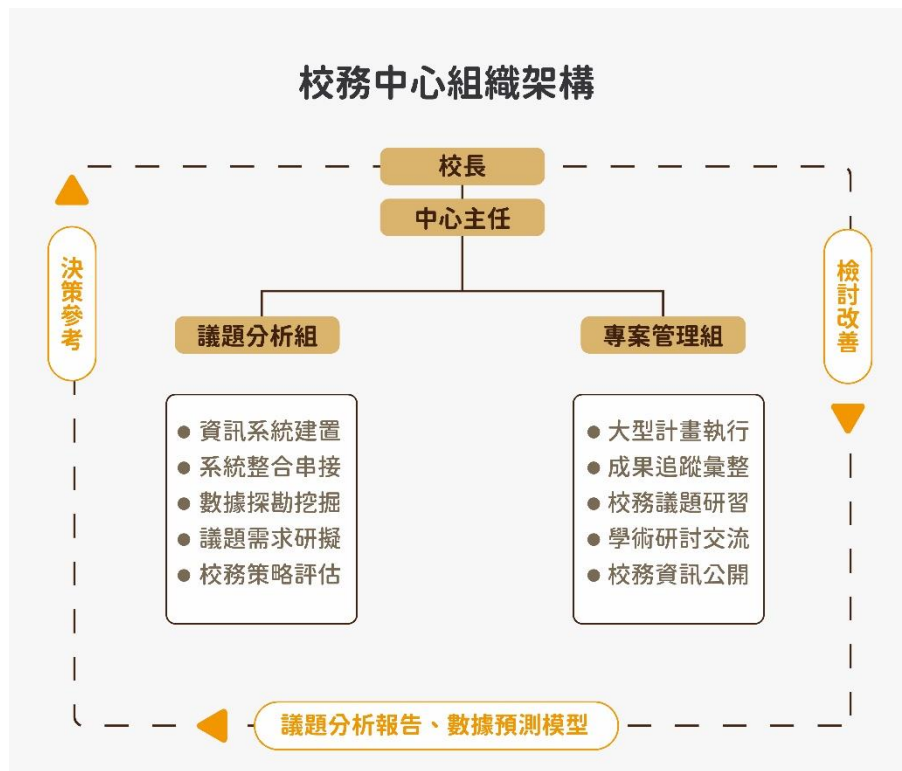 校務中心組織架構
校長
中心主任
決策參考
檢討改善
議題分析組
專案管理組
資訊系統建置
系統整合串接
數據探勘挖掘
議題需求研擬
校務策略評估
大型計畫執行
成果追蹤彙整
校務議題研習
學術研討交流
校務資訊公開
議題分析報告、數據預測模型